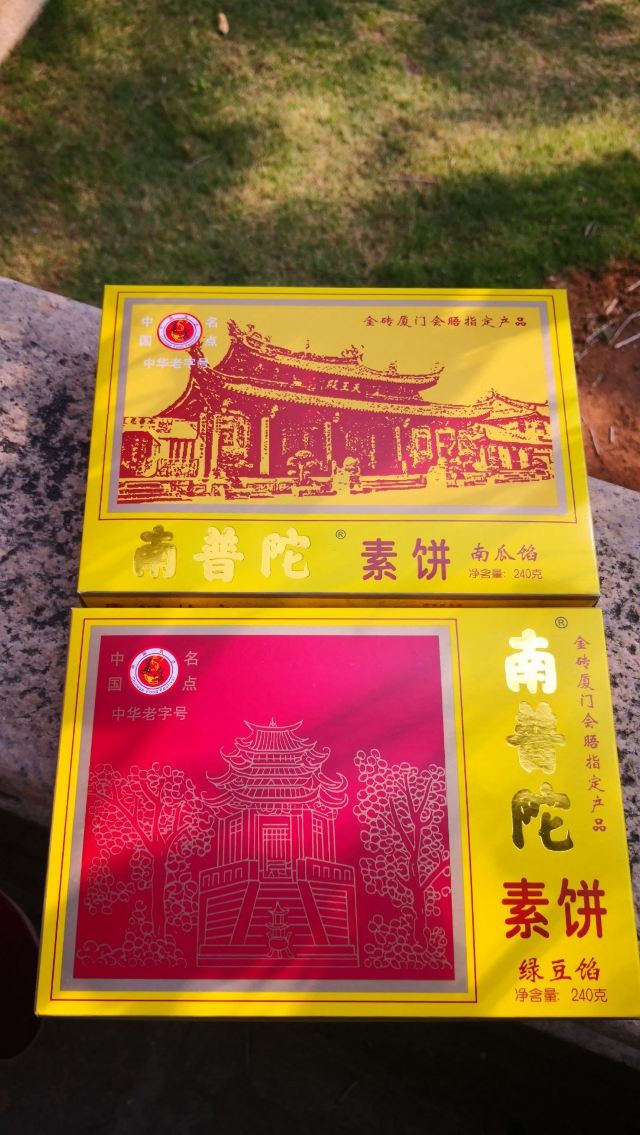 中国 名点
中华老字号
金砖厦门会晤指定产品
天王殿
南普陀®
素饼
南瓜馅
净含量: 240克
中国 名点
中华老字号
南普陀®
金砖厦门会晤指定产品
素饼
绿豆馅
净含量: 240克